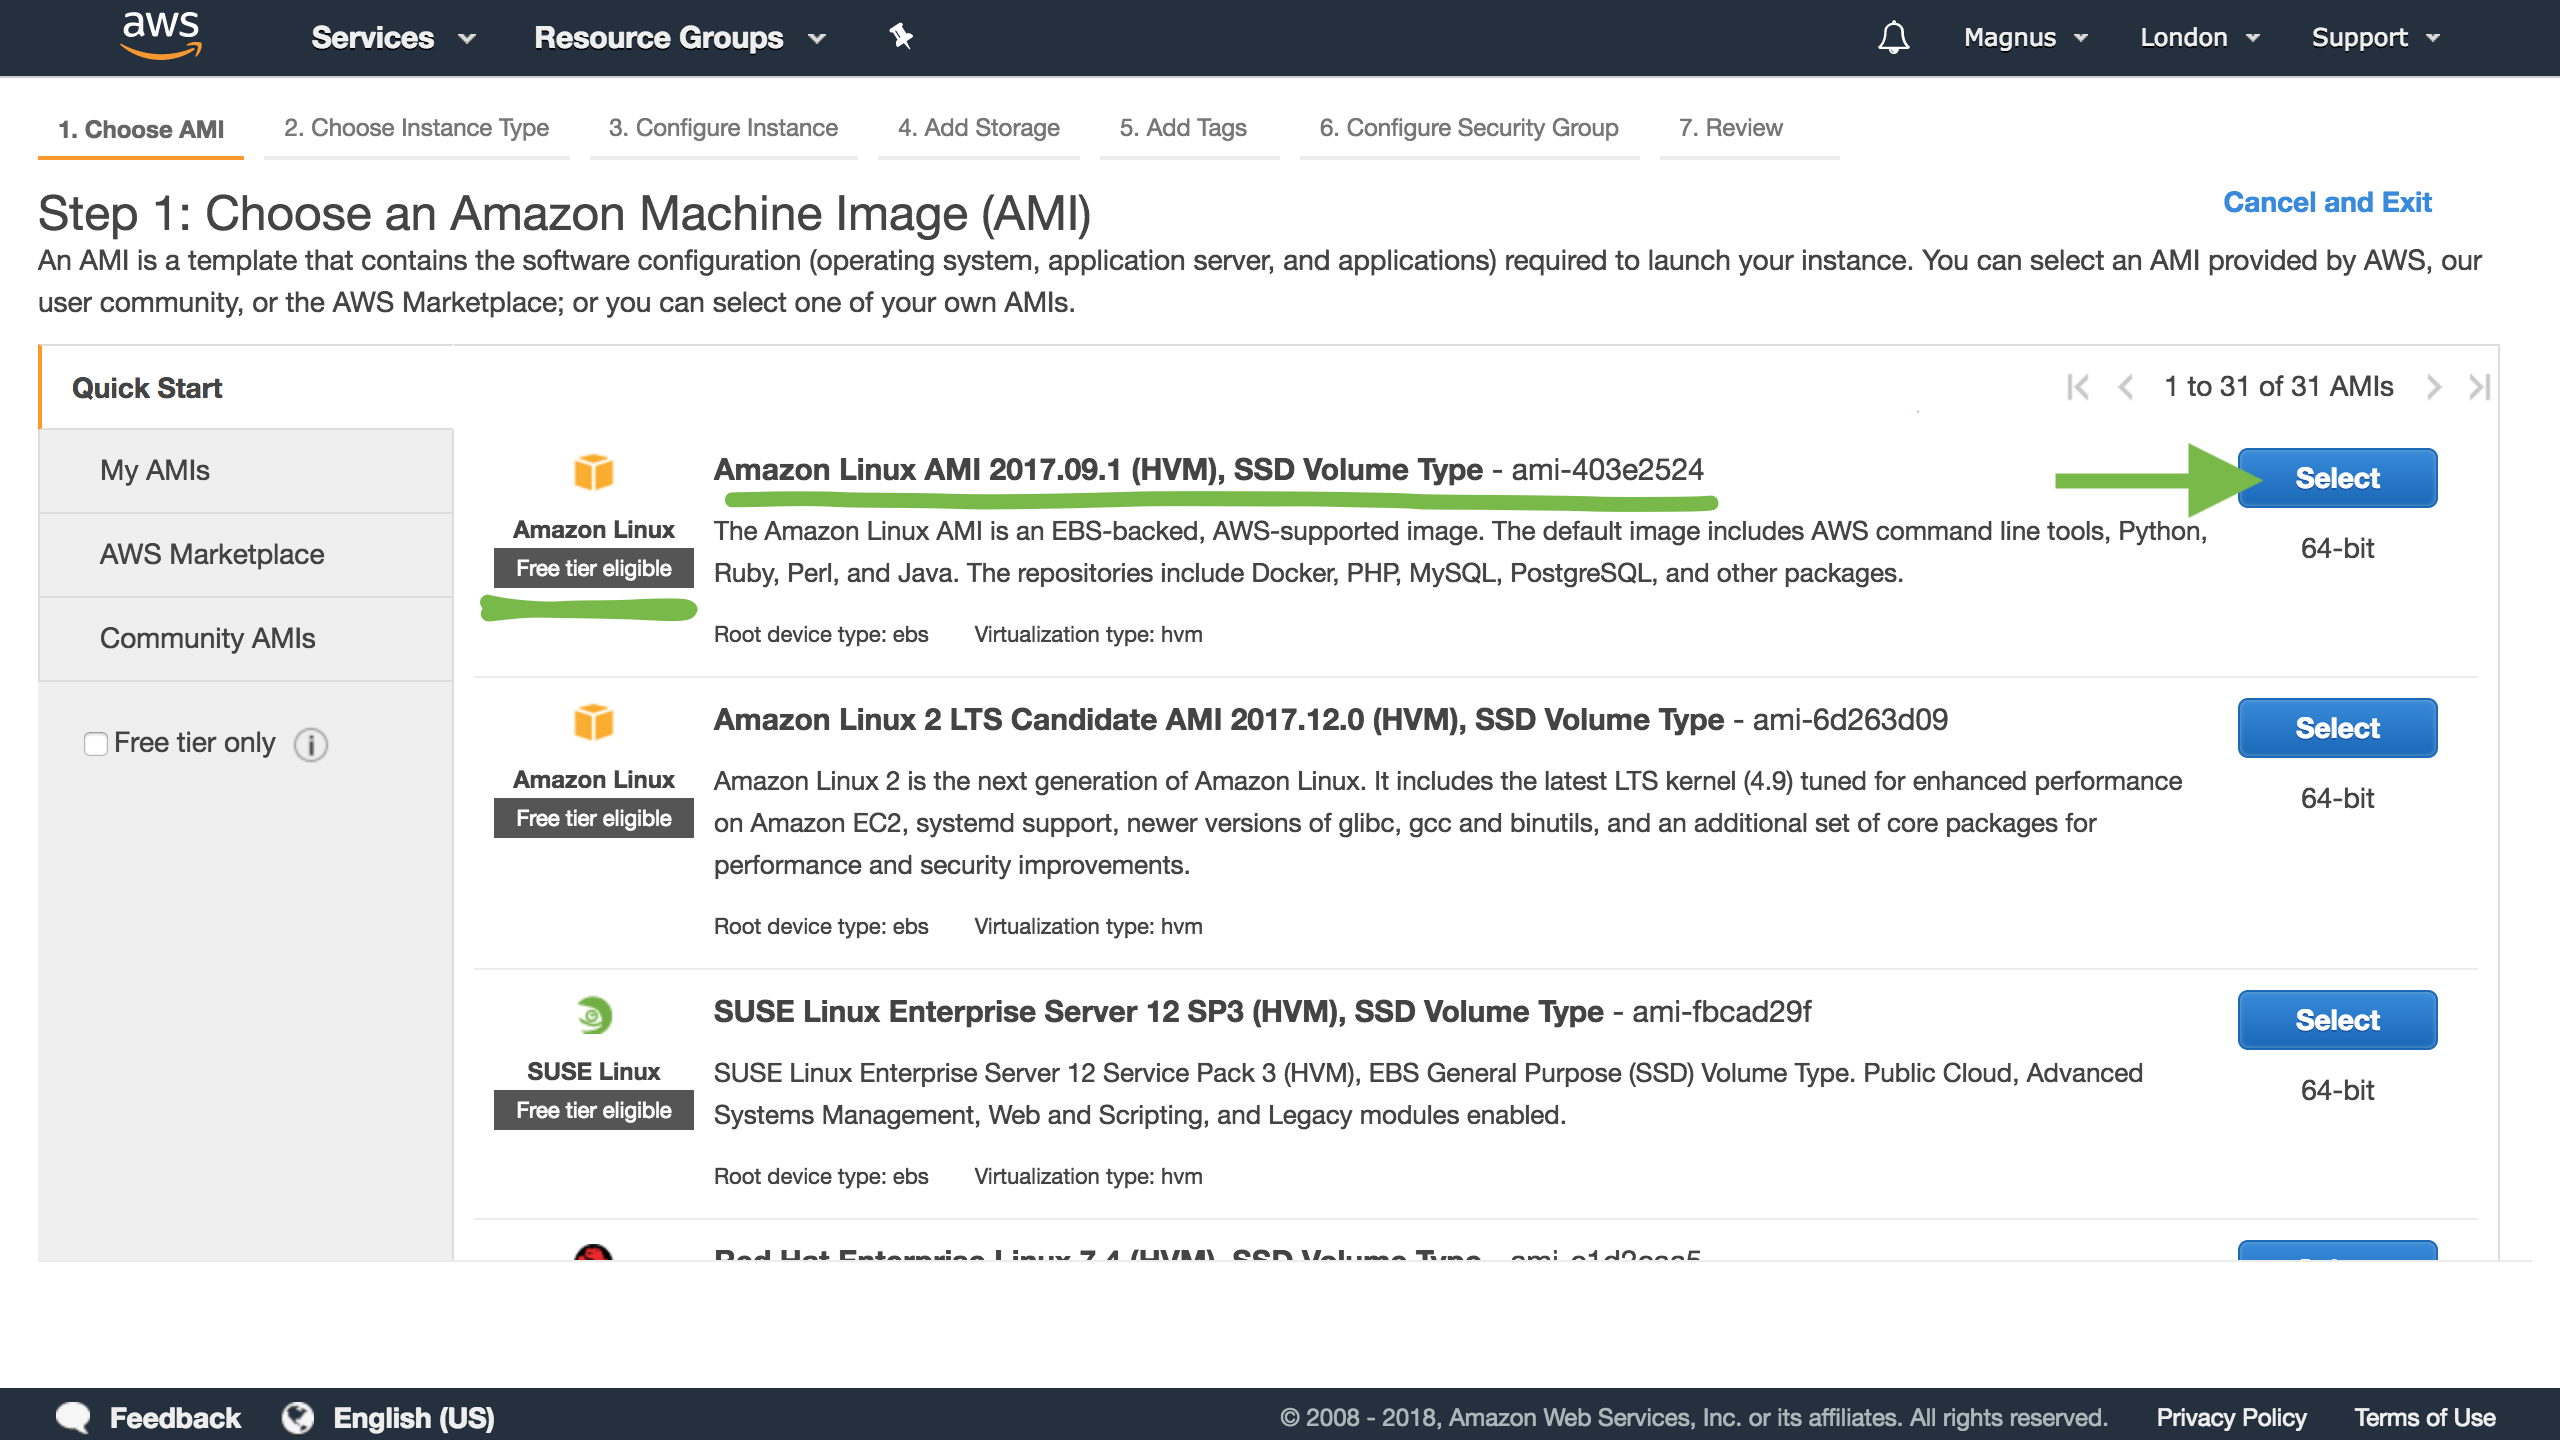 aws Services Resource Groups Magnus London Support
1. Choose AMI 2. Choose Instance Type 3. Configure Instance 4. Add Storage 5. Add Tags 6. Configure Security Group 7. Review
Step 1: Choose an Amazon Machine Image (AMI)
Cancel and Exit
An AMI is a template that contains the software configuration (operating system, application server, and applications) required to launch your instance. You can select an AMI provided by AWS, our
user community, or the AWS Marketplace; or you can select one of your own AMIs.
Quick Start
My AMIs
AWS Marketplace
Community AMIs
Free tier only
1 to 31 of 31 AMIs
Amazon Linux
Free tier eligible
Amazon Linux AMI 2017.09.1 (HVM), SSD Volume Type - ami-403e2524
The Amazon Linux AMI is an EBS-backed, AWS-supported image. The default image includes AWS command line tools, Python,
Ruby, Perl, and Java. The repositories include Docker, PHP, MySQL, PostgreSQL, and other packages.
Root device type: ebs Virtualization type: hvm
Select
64-bit
Amazon Linux
Free tier eligible
Amazon Linux 2 LTS Candidate AMI 2017.12.0 (HVM), SSD Volume Type - ami-6d263d09
Amazon Linux 2 is the next generation of Amazon Linux. It includes the latest LTS kernel (4.9) tuned for enhanced performance
on Amazon EC2, systemd support, newer versions of glibc, gcc and binutils, and an additional set of core packages for
performance and security improvements.
Root device type: ebs Virtualization type: hvm
Select
64-bit
SUSE Linux
Free tier eligible
SUSE Linux Enterprise Server 12 SP3 (HVM), SSD Volume Type - ami-fbcad29f
SUSE Linux Enterprise Server 12 Service Pack 3 (HVM), EBS General Purpose (SSD) Volume Type. Public Cloud, Advanced
Systems Management, Web and Scripting, and Legacy modules enabled.
Root device type: ebs Virtualization type: hvm
Select
64-bit
Red Hat Enterprise Linux 7.4 (HVM), SSD Volume Type -
Feedback English (US) © 2008 - 2018, Amazon Web Services, Inc. or its affiliates. All rights reserved. Privacy Policy Terms of Use